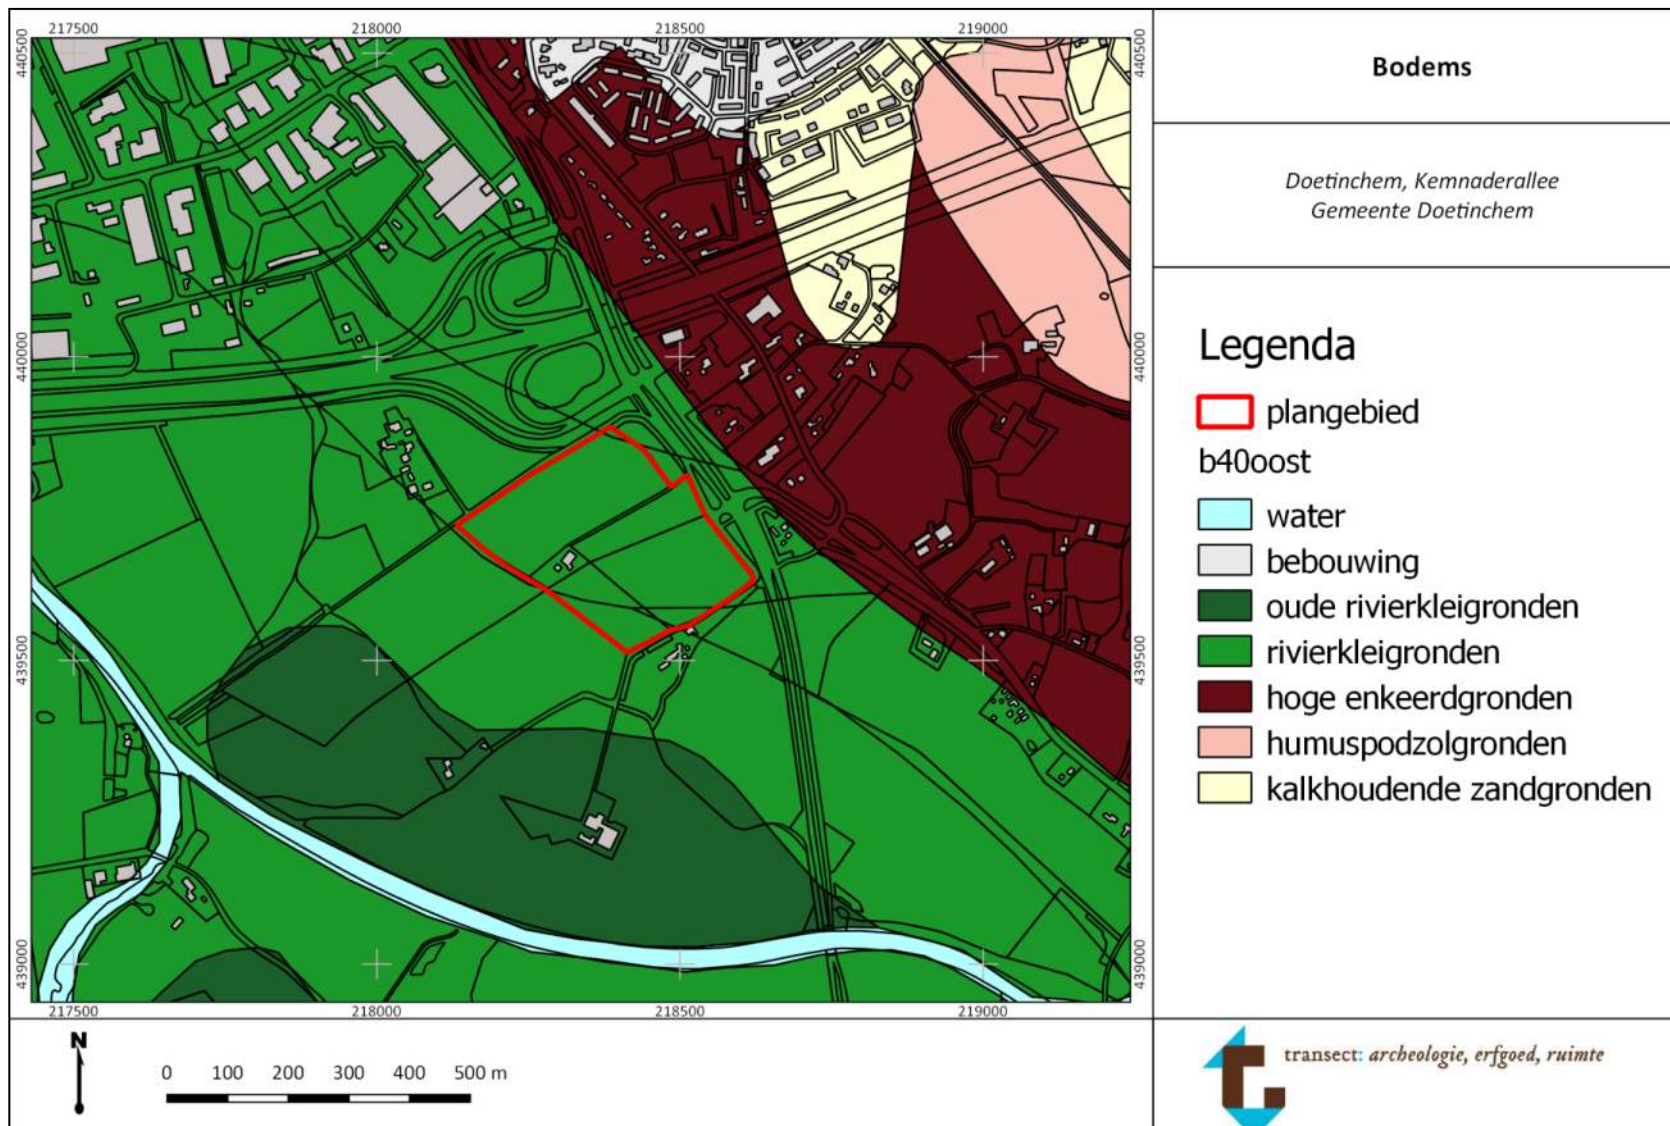 217500 218000 218500 219000
440500 440500
440000 440000
439500 439500
439000 439000
217500 218000 218500 219000
N
0 100 200 300 400 500 m
Bodems
Doetinchem, Kemnaderallee
Gemeente Doetinchem
Legenda
plangebied
b40oost
water
bebouwing
oude rivierkleigronden
rivierkleigronden
hoge enkeerdgronden
humuspodzolgronden
kalkhoudende zandgronden
transect: archeologie, erfgoed, ruimte